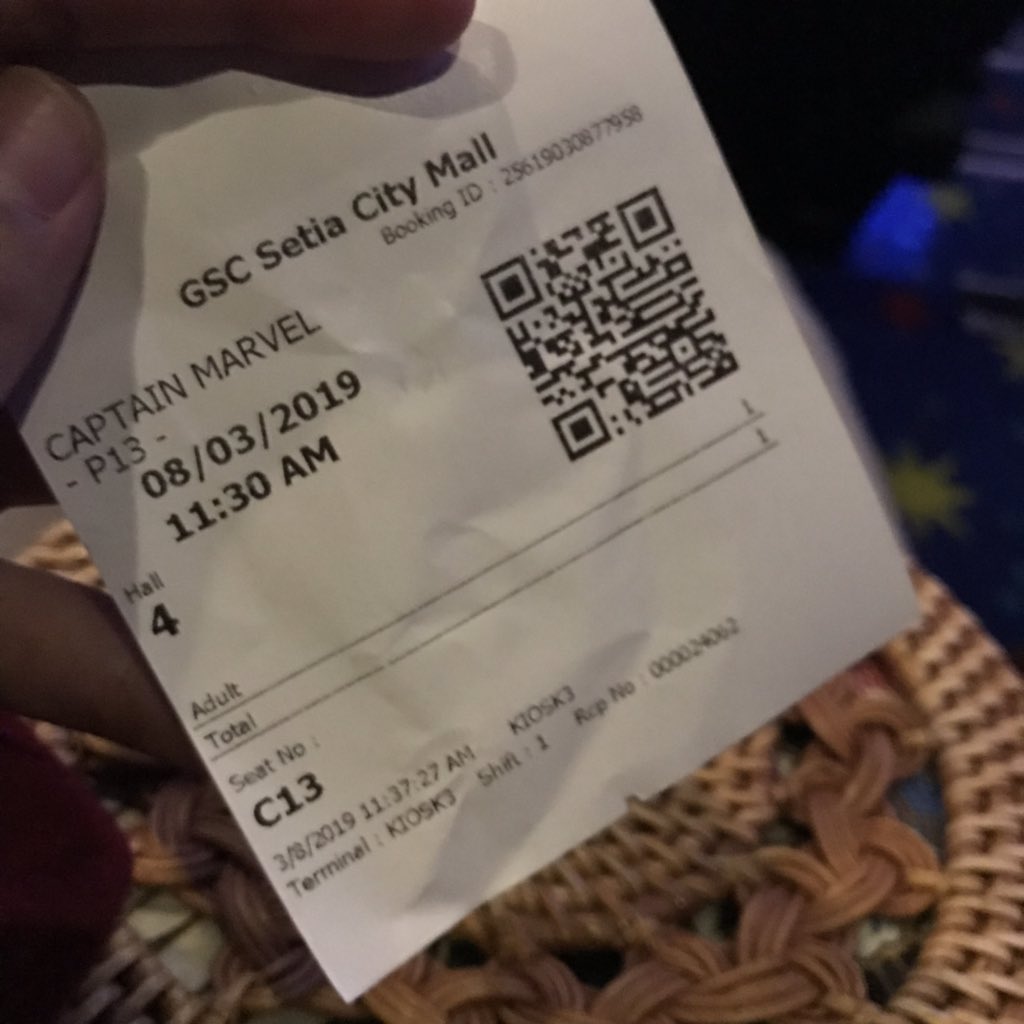 GSC Setia City Mall
Booking ID : 25619030877958
CAPTAIN MARVEL
- P13 -
08/03/2019
11:30 AM
Hall
4
Adult 1
Total 1
Seat No :
C13
3/8/2019 11:37:27 AM KIOSK3
Terminal : KIOSK3 Shift : 1 Rcp No : 000024062